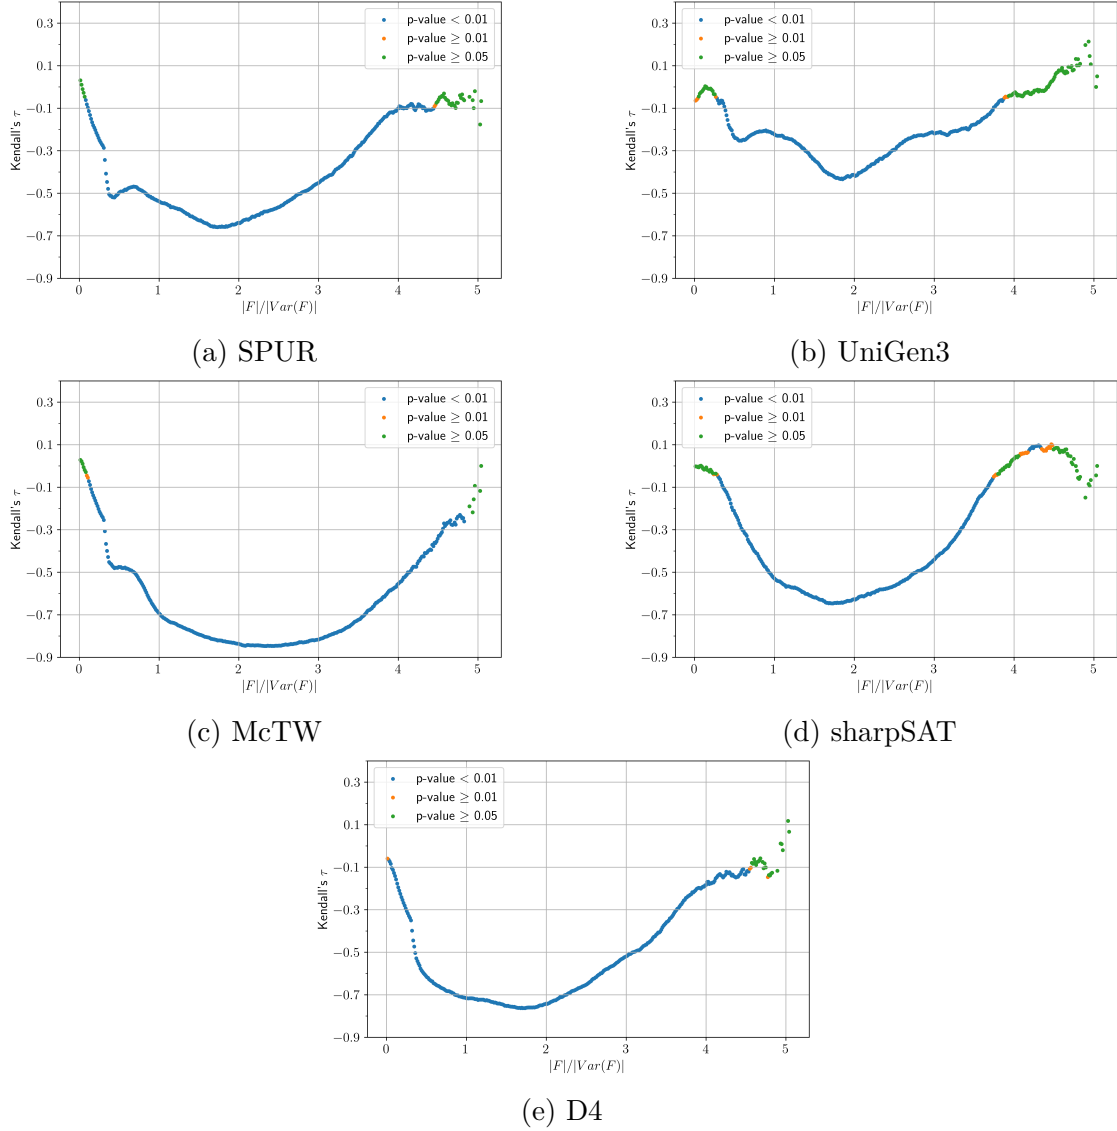 0.3
0.1
−0.1
−0.3
−0.5
−0.7
−0.9
Kendall's τ
p-value < 0.01
p-value ≥ 0.01
p-value ≥ 0.05
0 1 2 3 4 5
|F|/|Var(F)|
(a) SPUR
0.3
0.1
−0.1
−0.3
−0.5
−0.7
−0.9
Kendall's τ
p-value < 0.01
p-value ≥ 0.01
p-value ≥ 0.05
0 1 2 3 4 5
|F|/|Var(F)|
(b) UniGen3
0.3
0.1
−0.1
−0.3
−0.5
−0.7
−0.9
Kendall's τ
p-value < 0.01
p-value ≥ 0.01
p-value ≥ 0.05
0 1 2 3 4 5
|F|/|Var(F)|
(c) McTW
0.3
0.1
−0.1
−0.3
−0.5
−0.7
−0.9
Kendall's τ
p-value < 0.01
p-value ≥ 0.01
p-value ≥ 0.05
0 1 2 3 4 5
|F|/|Var(F)|
(d) sharpSAT
0.3
0.1
−0.1
−0.3
−0.5
−0.7
−0.9
Kendall's τ
p-value < 0.01
p-value ≥ 0.01
p-value ≥ 0.05
0 1 2 3 4 5
|F|/|Var(F)|
(e) D4